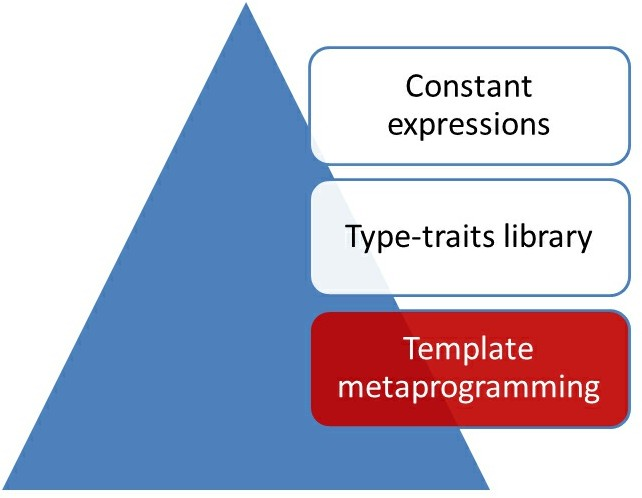 Constant
expressions
Type-traits library
Template
metaprogramming